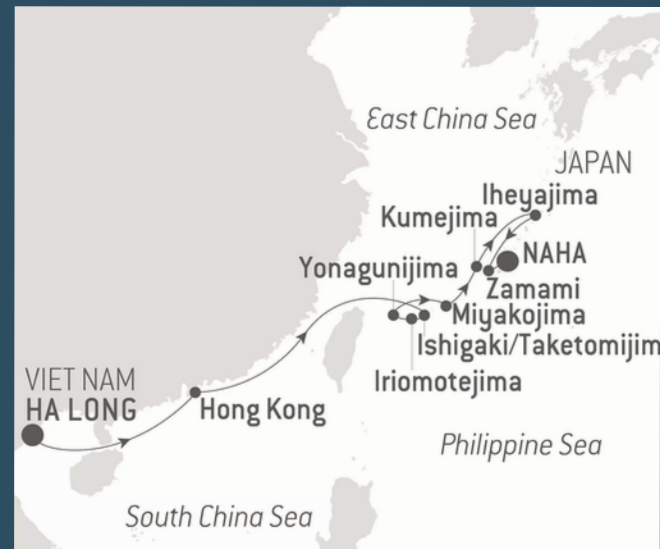 East China Sea
JAPAN
Iheyajima
Kumejima
NAHA
Yonagunijima
Zamami
Miyakojima
Ishigaki/Taketomijim
Iriomotejima
VIET NAM
HA LONG
Hong Kong
Philippine Sea
South China Sea